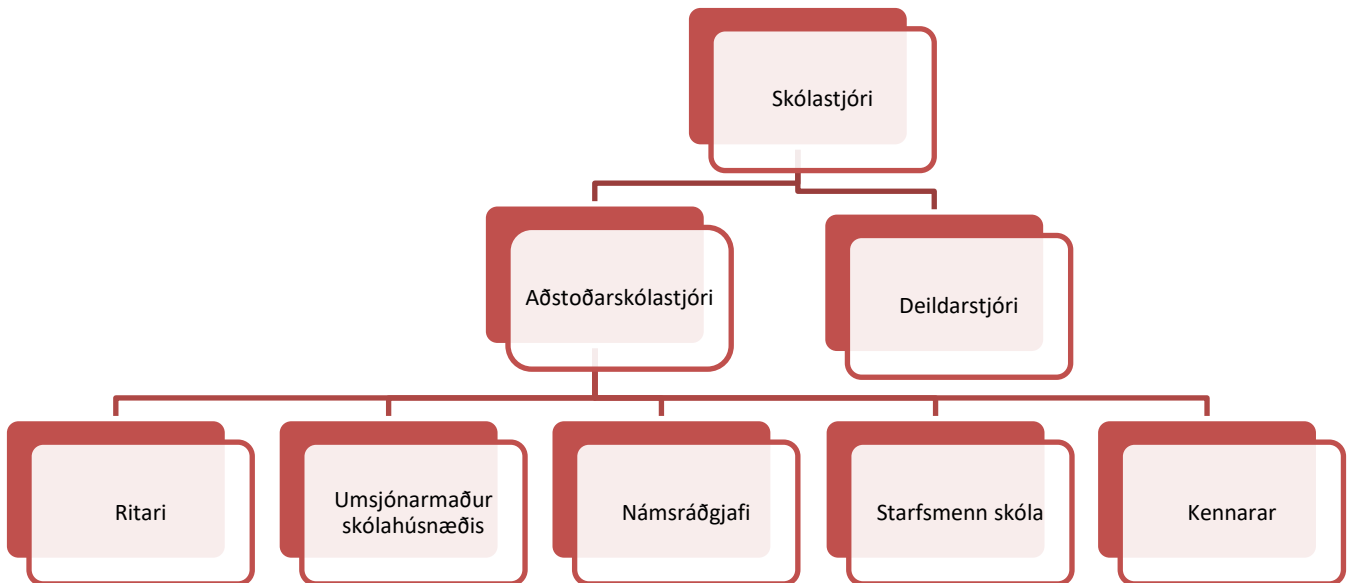 Skólastjóri
Aðstoðarskólastjóri
Deildarstjóri
Ritari
Umsjónarmaður
skólahúsnæðis
Námsráðgjafi
Starfsmenn skóla
Kennarar